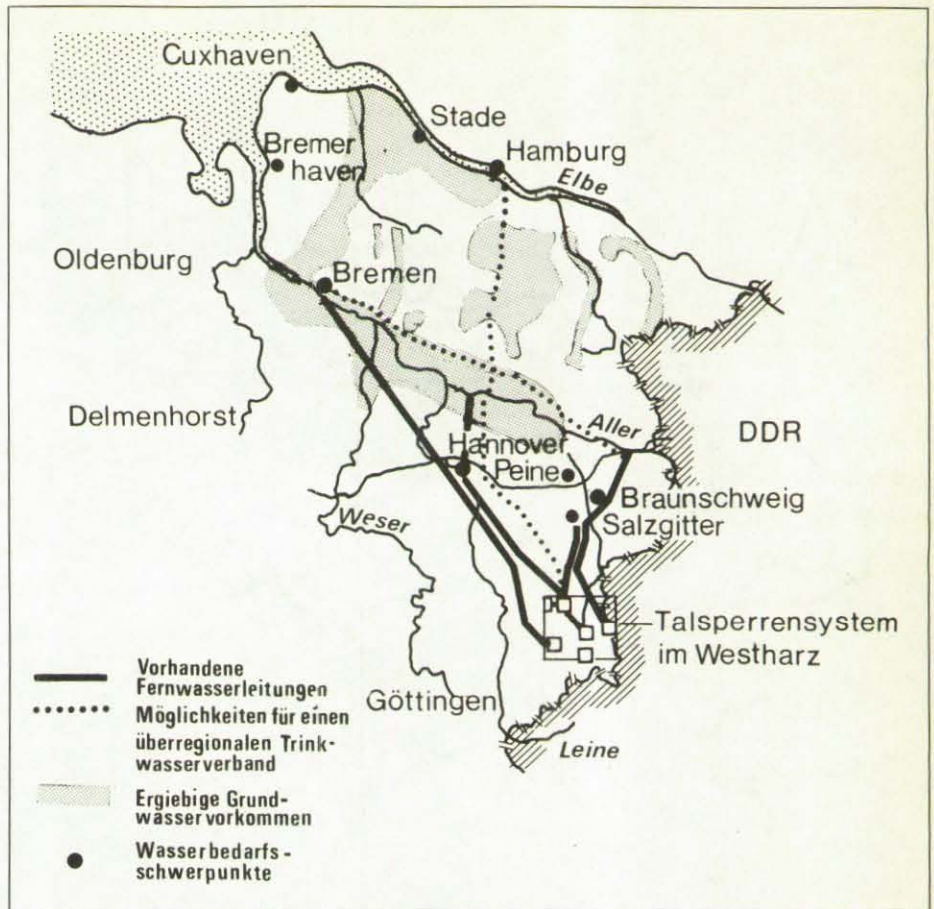 Cuxhaven
Stade
Bremer
haven
Hamburg
Elbe
Oldenburg
Bremen
Delmenhorst
Aller
DDR
Hannover
Peine
Braunschweig
Salzgitter
Weser
Talsperrensystem
im Westharz
Göttingen
Leine
Vorhandene
Fernwasserleitungen
Möglichkeiten für einen
überregionalen Trink-
wasserverband
Ergiebige Grund-
wasservorkommen
Wasserbedarfs-
schwerpunkte